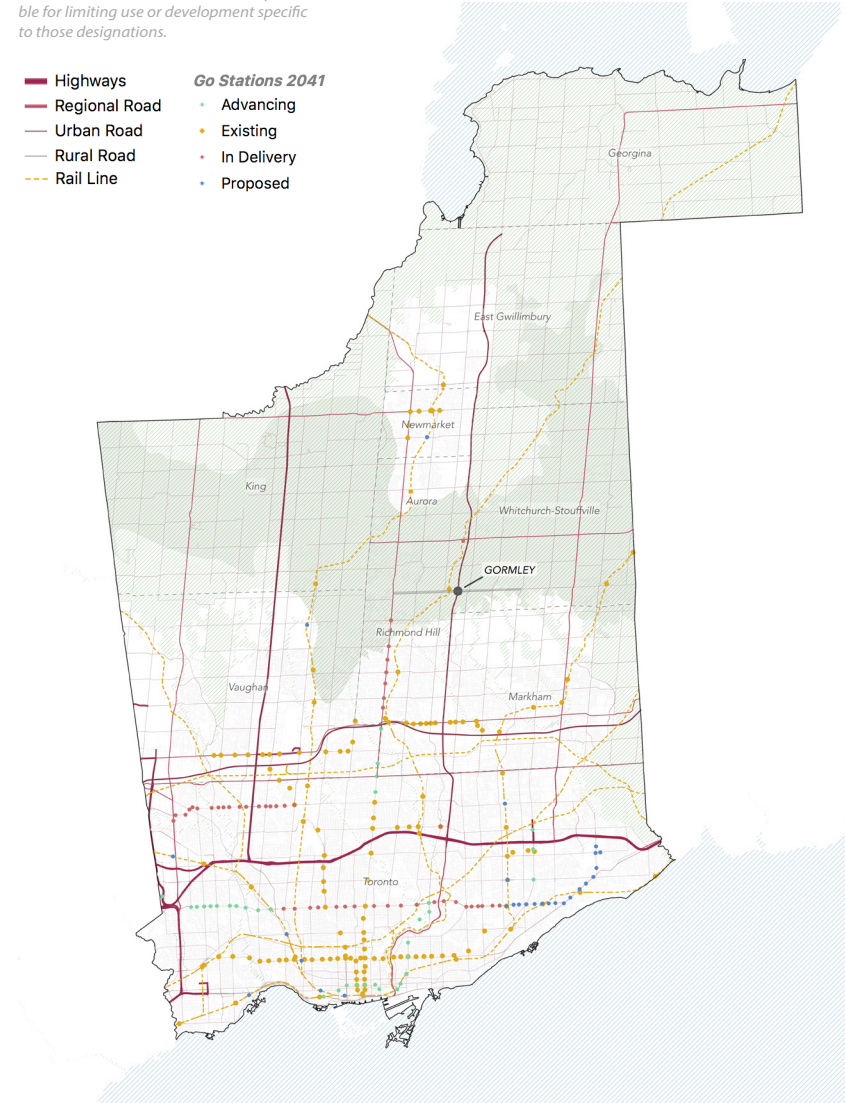 ble for limiting use or development specific
to those designations.
Highways
Regional Road
Urban Road
Rural Road
Rail Line
Go Stations 2041
Advancing
Existing
In Delivery
Proposed
Georgina
East Gwillimbury
Newmarket
King
Aurora
Whitchurch-Stouffville
GORMLEY
Richmond Hill
Vaughan
Markham
Toronto